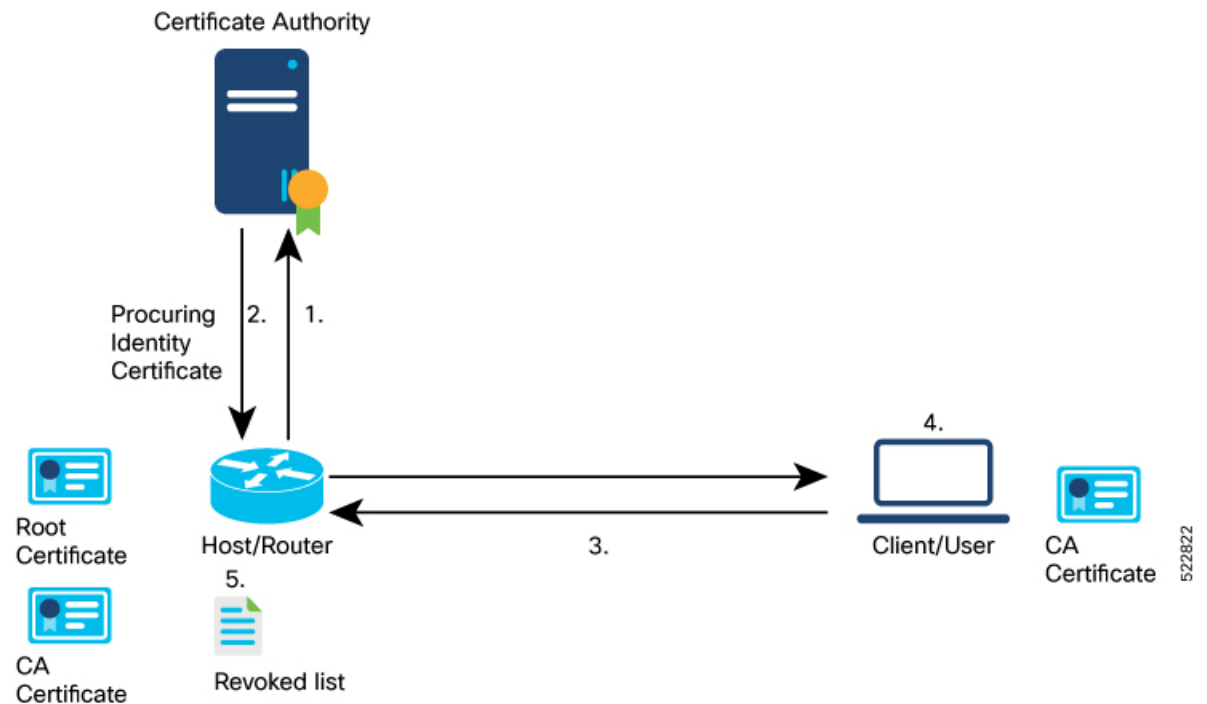 Certificate Authority
Procuring
Identity
Certificate
2.
1.
4.
Root
Certificate
Host/Router
3.
Client/User
CA
Certificate
522822
5.
CA
Certificate
Revoked list